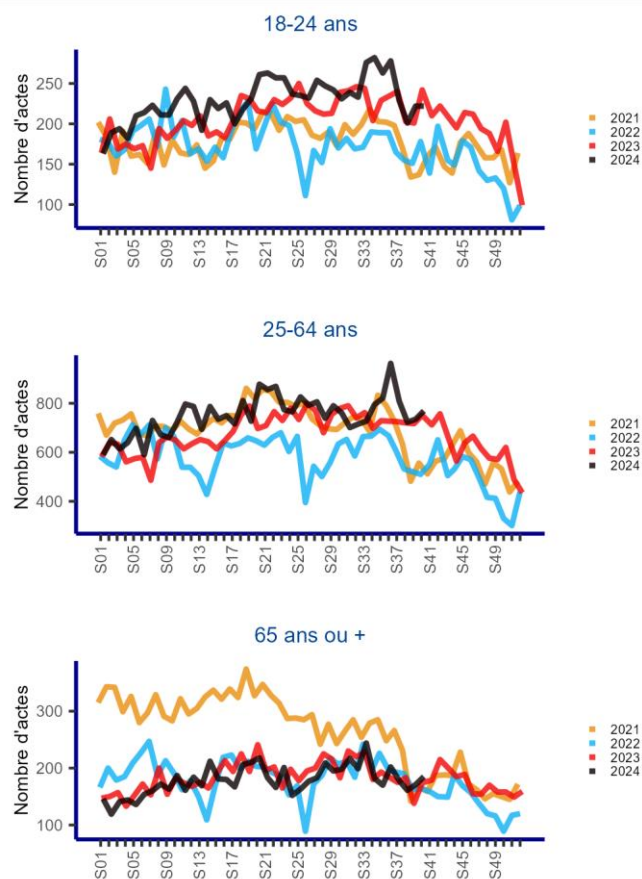 18-24 ans
Nombre d'actes
250
200
150
100
S01
S05
S09
S13
S17
S21
S25
S29
S33
S37
S41
S45
S49
2021
2022
2023
2024
25-64 ans
Nombre d'actes
800
600
400
S01
S05
S09
S13
S17
S21
S25
S29
S33
S37
S41
S45
S49
2021
2022
2023
2024
65 ans ou +
Nombre d'actes
300
200
100
S01
S05
S09
S13
S17
S21
S25
S29
S33
S37
S41
S45
S49
2021
2022
2023
2024